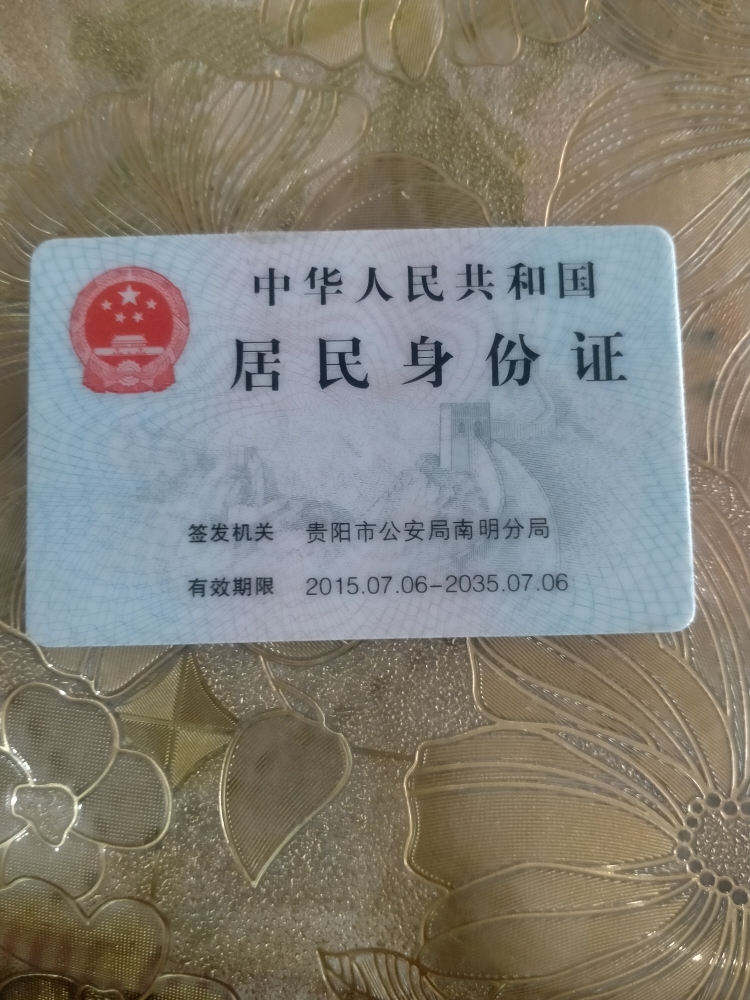 中华人民共和国
居民身份证
签发机关 贵阳市公安局南明分局
有效期限 2015.07.06-2035.07.06